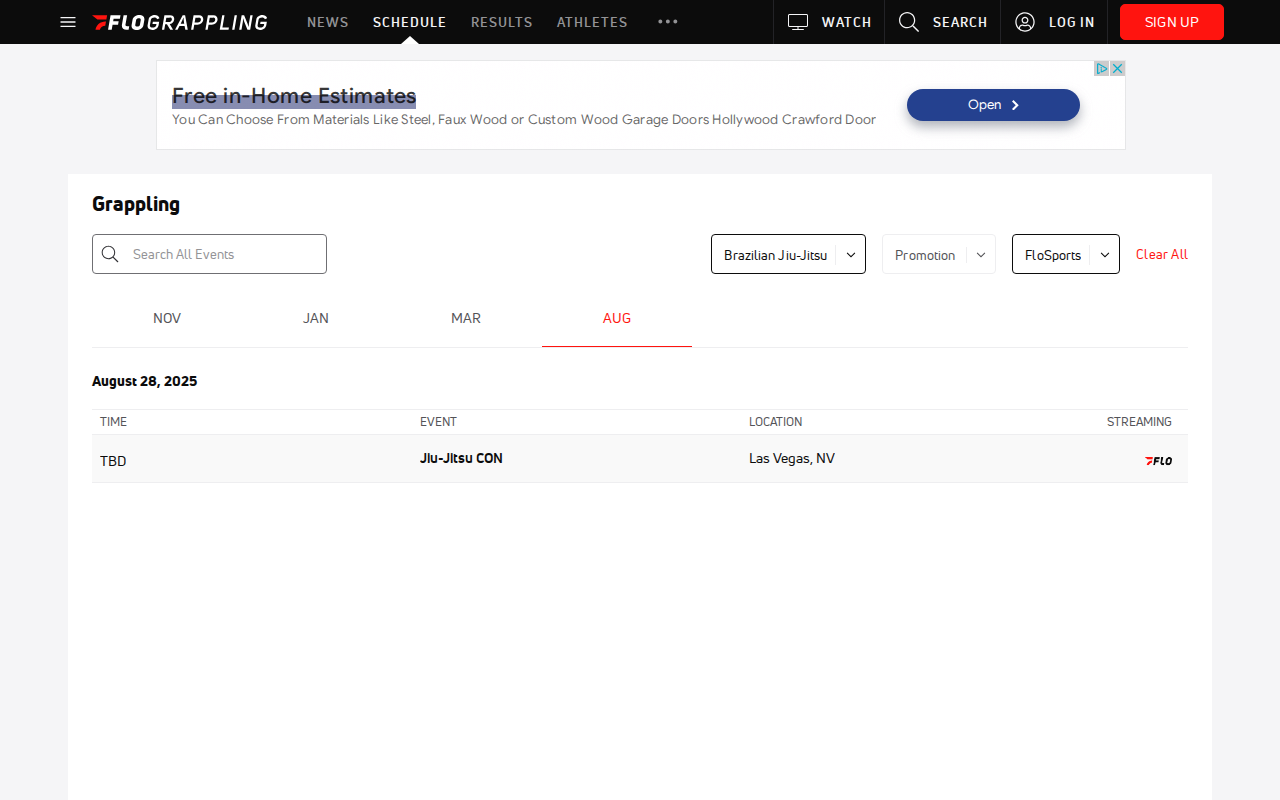 FLOGRAPPLING NEWS SCHEDULE RESULTS ATHLETES WATCH SEARCH LOG IN SIGN UP
Free in-Home Estimates
You Can Choose From Materials Like Steel, Faux Wood or Custom Wood Garage Doors Hollywood Crawford Door
Open
Grappling
Search All Events Brazilian Jiu-Jitsu Promotion FloSports Clear All
NOV JAN MAR AUG
August 28, 2025
TIME EVENT LOCATION STREAMING
TBD Jiu-Jitsu CON Las Vegas, NV FLO